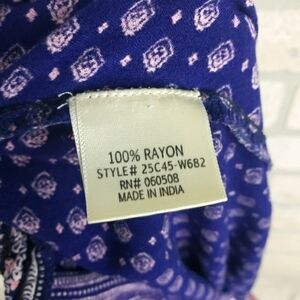 100% RAYON
STYLE# 25C45-W682
RN# 060508
MADE IN INDIA